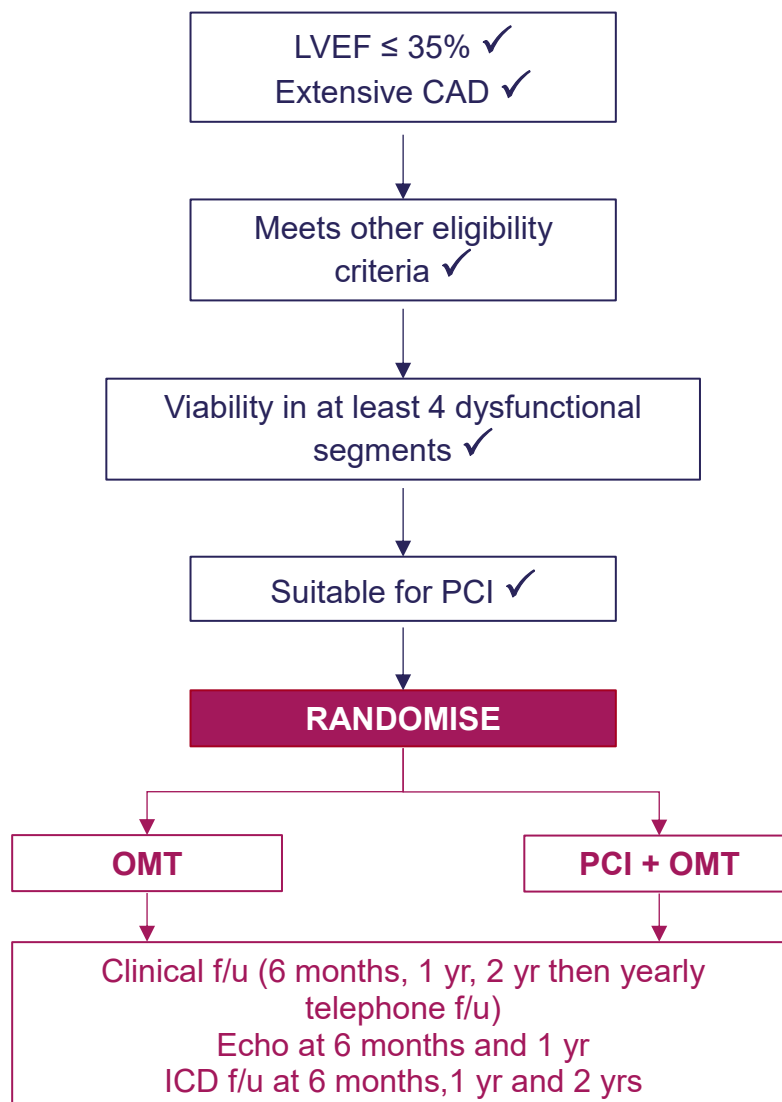 LVEF ≤ 35% ✓
Extensive CAD ✓
Meets other eligibility
criteria ✓
Viability in at least 4 dysfunctional
segments ✓
Suitable for PCI ✓
RANDOMISE
OMT
PCI + OMT
Clinical f/u (6 months, 1 yr, 2 yr then yearly
telephone f/u)
Echo at 6 months and 1 yr
ICD f/u at 6 months,1 yr and 2 yrs